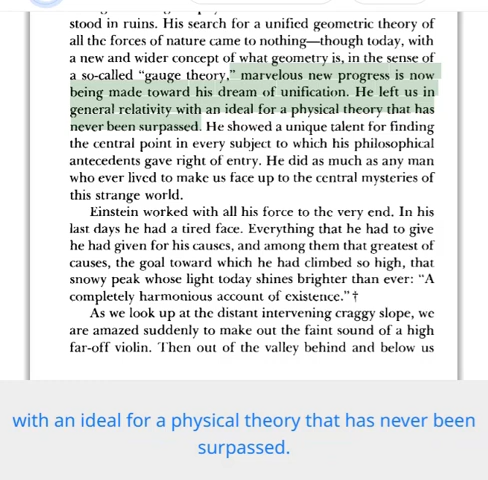 stood in ruins. His search for a unified geometric theory of
all the forces of nature came to nothing—though today, with
a new and wider concept of what geometry is, in the sense of
a so-called “gauge theory,” marvelous new progress is now
being made toward his dream of unification. He left us in
general relativity with an ideal for a physical theory that has
never been surpassed. He showed a unique talent for finding
the central point in every subject to which his philosophical
antecedents gave right of entry. He did as much as any man
who ever lived to make us face up to the central mysteries of
this strange world.
Einstein worked with all his force to the very end. In his
last days he had a tired face. Everything that he had to give
he had given for his causes, and among them that greatest of
causes, the goal toward which he had climbed so high, that
snowy peak whose light today shines brighter than ever: “A
completely harmonious account of existence.”†
As we look up at the distant intervening craggy slope, we
are amazed suddenly to make out the faint sound of a high
far-off violin. Then out of the valley behind and below us
with an ideal for a physical theory that has never been
surpassed.